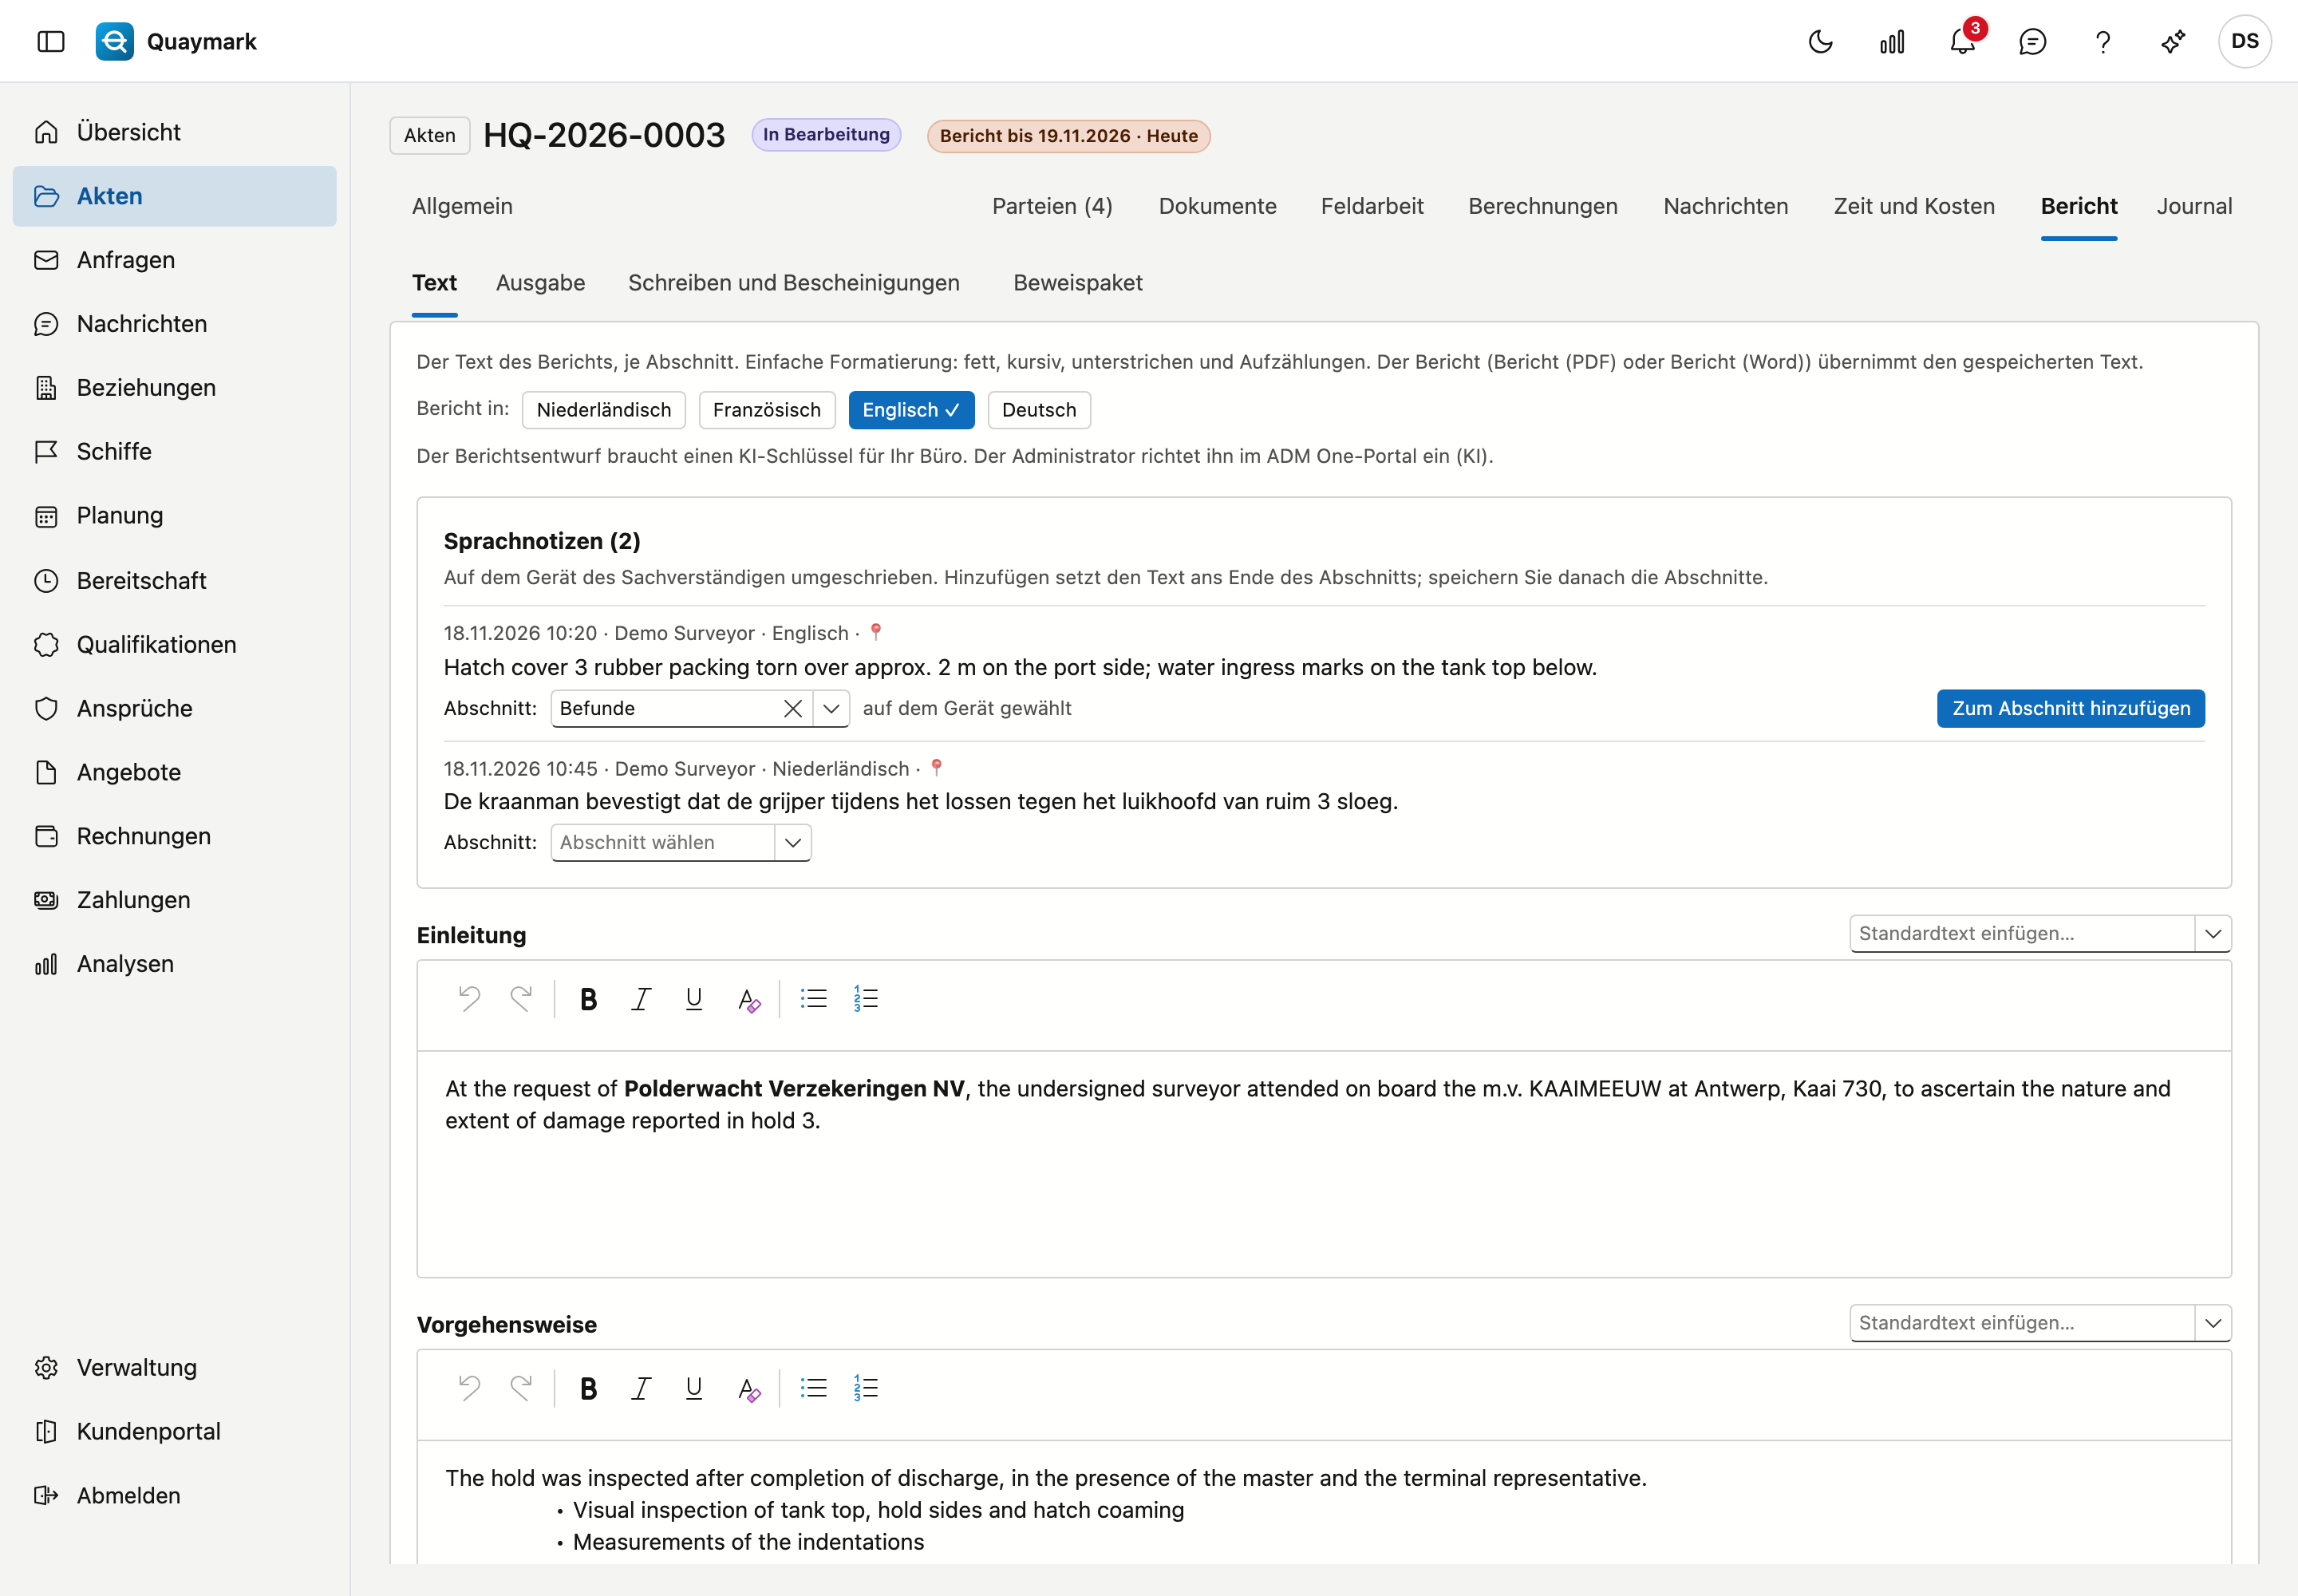 Quaymark
3
DS
Übersicht
Akten
Anfragen
Nachrichten
Beziehungen
Schiffe
Planung
Bereitschaft
Qualifikationen
Ansprüche
Angebote
Rechnungen
Zahlungen
Analysen
Verwaltung
Kundenportal
Abmelden
Akten HQ-2026-0003 In Bearbeitung Bericht bis 19.11.2026 · Heute
Allgemein Parteien (4) Dokumente Feldarbeit Berechnungen Nachrichten Zeit und Kosten Bericht Journal
Text Ausgabe Schreiben und Bescheinigungen Beweispaket
Der Text des Berichts, je Abschnitt. Einfache Formatierung: fett, kursiv, unterstrichen und Aufzählungen. Der Bericht (Bericht (PDF) oder Bericht (Word)) übernimmt den gespeicherten Text.
Bericht in: Niederländisch Französisch Englisch ✓ Deutsch
Der Berichtsentwurf braucht einen KI-Schlüssel für Ihr Büro. Der Administrator richtet ihn im ADM One-Portal ein (KI).
Sprachnotizen (2)
Auf dem Gerät des Sachverständigen umgeschrieben. Hinzufügen setzt den Text ans Ende des Abschnitts; speichern Sie danach die Abschnitte.
18.11.2026 10:20 · Demo Surveyor · Englisch · 📍
Hatch cover 3 rubber packing torn over approx. 2 m on the port side; water ingress marks on the tank top below.
Abschnitt: Befunde auf dem Gerät gewählt Zum Abschnitt hinzufügen
18.11.2026 10:45 · Demo Surveyor · Niederländisch · 📍
De kraanman bevestigt dat de grijper tijdens het lossen tegen het luikhoofd van ruim 3 sloeg.
Abschnitt: Abschnitt wählen
Einleitung Standardtext einfügen...
At the request of Polderwacht Verzekeringen NV, the undersigned surveyor attended on board the m.v. KAAIMEEUW at Antwerp, Kaai 730, to ascertain the nature and
extent of damage reported in hold 3.
Vorgehensweise Standardtext einfügen...
The hold was inspected after completion of discharge, in the presence of the master and the terminal representative.
• Visual inspection of tank top, hold sides and hatch coaming
• Measurements of the indentations